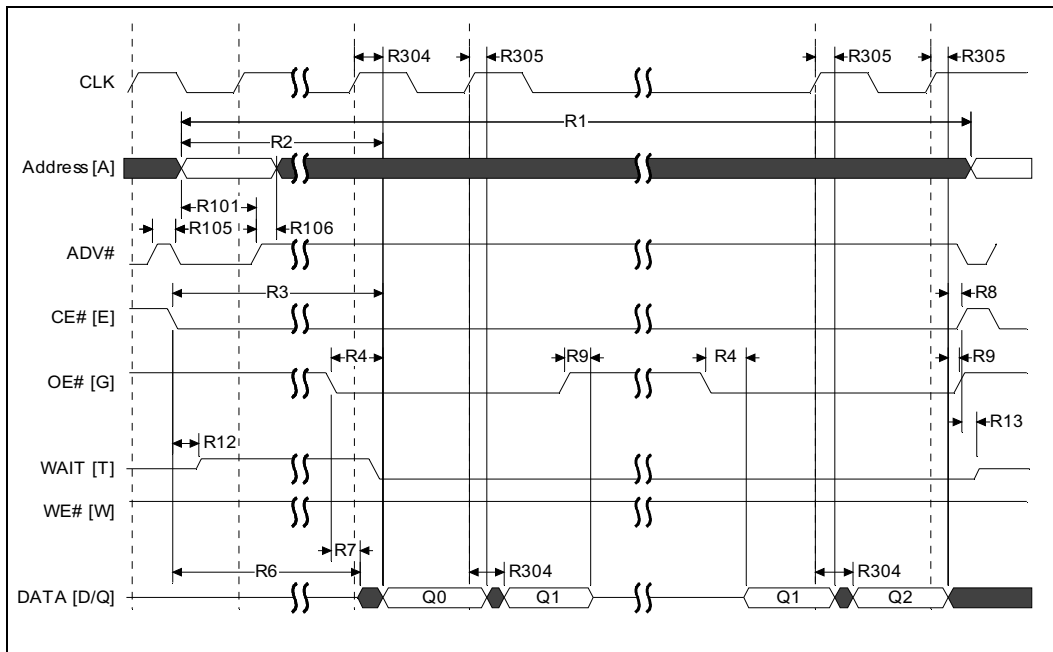 R304 R305 R305 R305
CLK
R1
R2
Address [A]
R101
R105 R106
ADV#
R3 R8
CE# [E]
R4 R9 R4 R9
OE# [G]
R12 R13
WAIT [T]
WE# [W]
R7
R6 R304 R304
DATA [D/Q] Q0 Q1 Q1 Q2